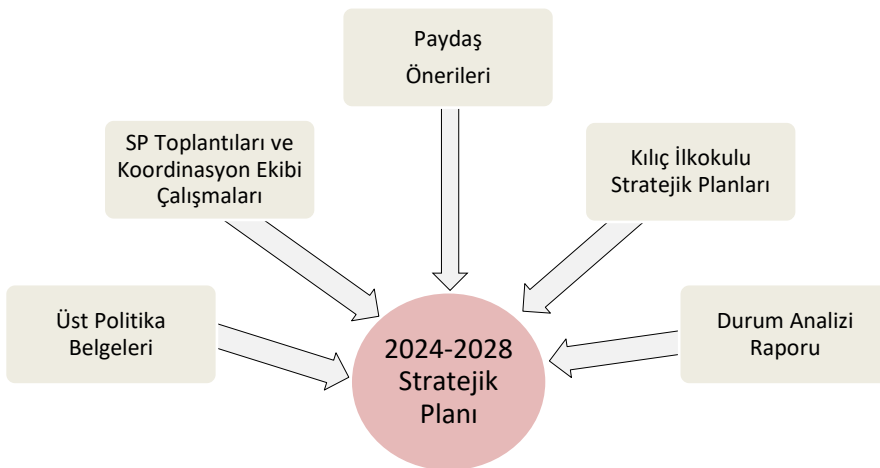 Paydaş
Önerileri
SP Toplantıları ve
Koordinasyon Ekibi
Çalışmaları
Kılıç İlkokulu
Stratejik Planları
Üst Politika
Belgeleri
Durum Analizi
Raporu
2024-2028
Stratejik
Planı